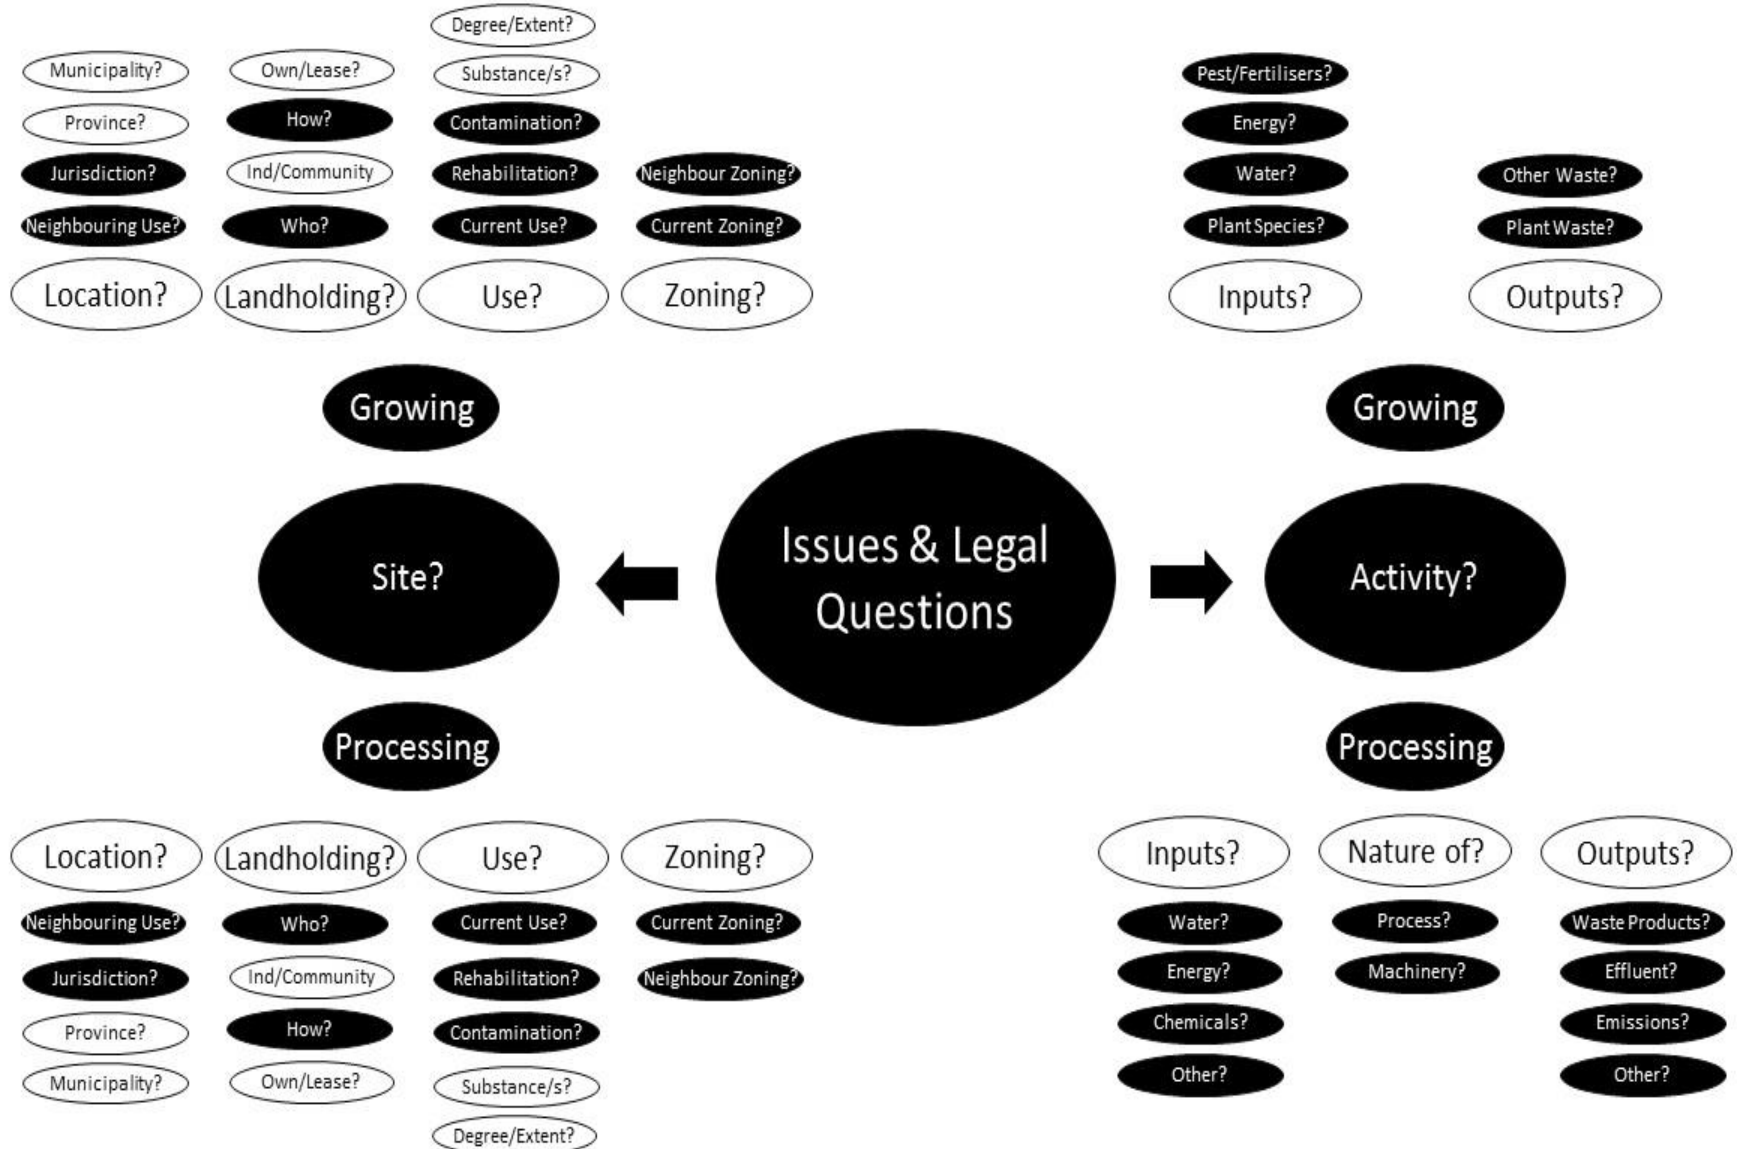 Degree/Extent?
Municipality?
Own/Lease?
Substance/s?
Pest/Fertilisers?
Province?
How?
Contamination?
Energy?
Jurisdiction?
Ind/Community
Rehabilitation?
Neighbour Zoning?
Water?
Other Waste?
Neighbouring Use?
Who?
Current Use?
Current Zoning?
Plant Species?
Plant Waste?
Location?
Landholding?
Use?
Zoning?
Inputs?
Outputs?
Growing
Growing
Site?
Issues & Legal
Questions
Activity?
Processing
Processing
Location?
Landholding?
Use?
Zoning?
Inputs?
Nature of?
Outputs?
Neighbouring Use?
Who?
Current Use?
Current Zoning?
Water?
Process?
Waste Products?
Jurisdiction?
Ind/Community
Rehabilitation?
Neighbour Zoning?
Energy?
Machinery?
Effluent?
Province?
How?
Contamination?
Chemicals?
Emissions?
Municipality?
Own/Lease?
Substance/s?
Other?
Other?
Degree/Extent?